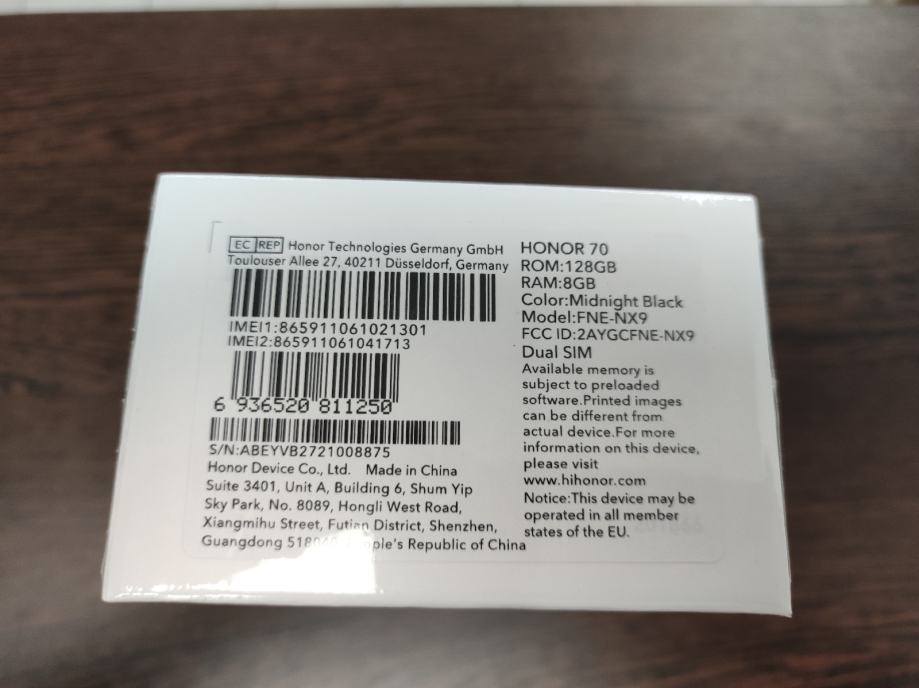 EC REP Honor Technologies Germany GmbH
Toulouser Allee 27, 40211 Düsseldorf, Germany
IMEI1:865911061021301
IMEI2:865911061041713
6 936520 811250
S/N:ABEYVB2721008875
Honor Device Co., Ltd. Made in China
Suite 3401, Unit A, Building 6, Shum Yip
Sky Park, No. 8089, Hongli West Road,
Xiangmihu Street, Futian District, Shenzhen,
Guangdong Republic of China
HONOR 70
ROM:128GB
RAM:8GB
Color:Midnight Black
Model:FNE-NX9
FCC ID:2AYGCFNE-NX9
Dual SIM
Available memory is
subject to preloaded
software.Printed images
can be different from
actual device.For more
information on this device,
please visit
www.hihonor.com
Notice:This device may be
operated in all member
states of the EU.